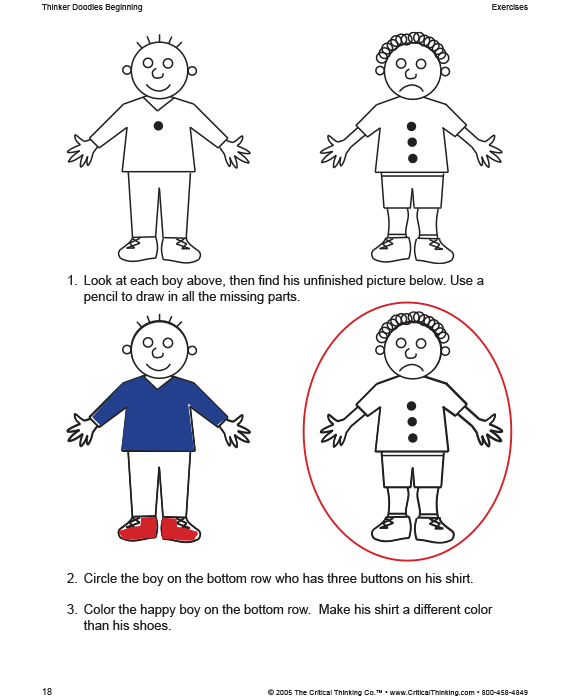 Thinker Doodles Beginning
Exercises
1. Look at each boy above, then find his unfinished picture below. Use a
pencil to draw in all the missing parts.
2. Circle the boy on the bottom row who has three buttons on his shirt.
3. Color the happy boy on the bottom row.  Make his shirt a different color
than his shoes.
18
© 2005 The Critical Thinking Co.™ • www.CriticalThinking.com • 800-458-4849